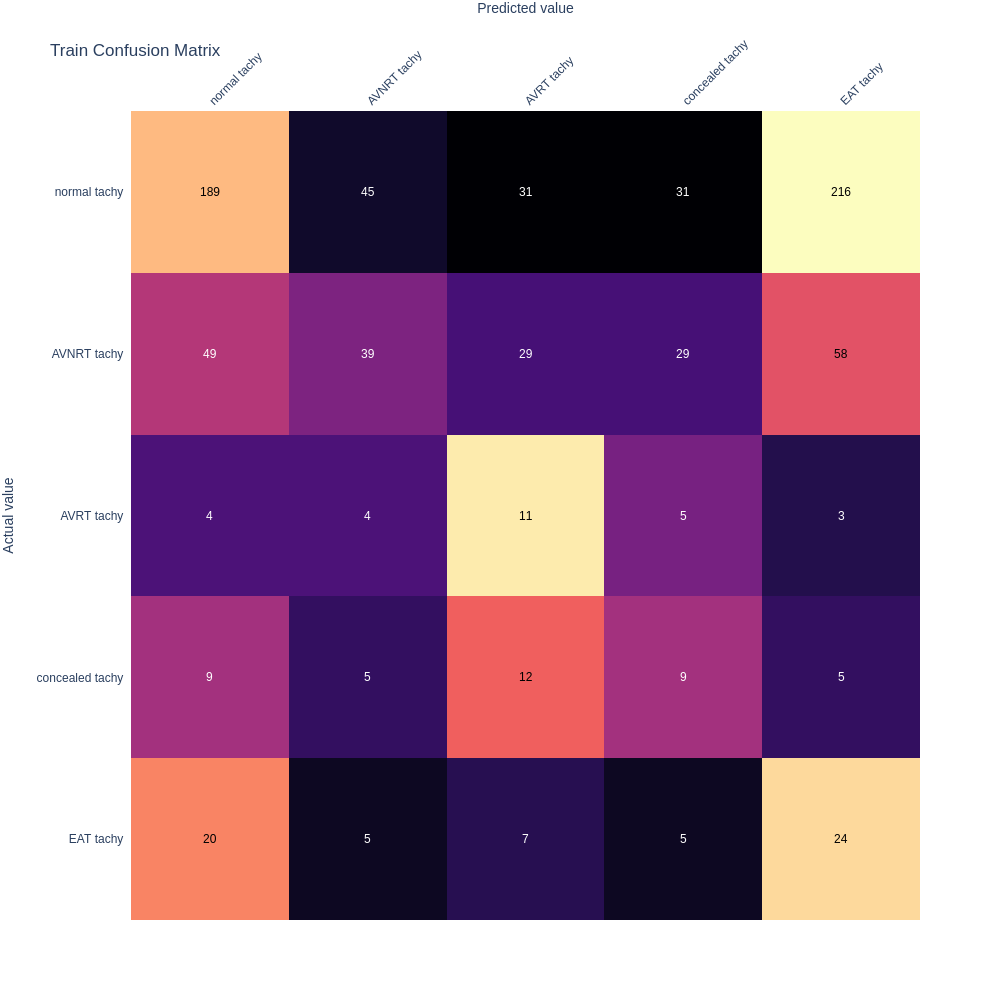 Predicted value
Train Confusion Matrix
normal tachy AVNRT tachy AVRT tachy concealed tachy EAT tachy
normal tachy 189 45 31 31 216
AVNRT tachy 49 39 29 29 58
AVRT tachy 4 4 11 5 3
concealed tachy 9 5 12 9 5
EAT tachy 20 5 7 5 24
Actual value